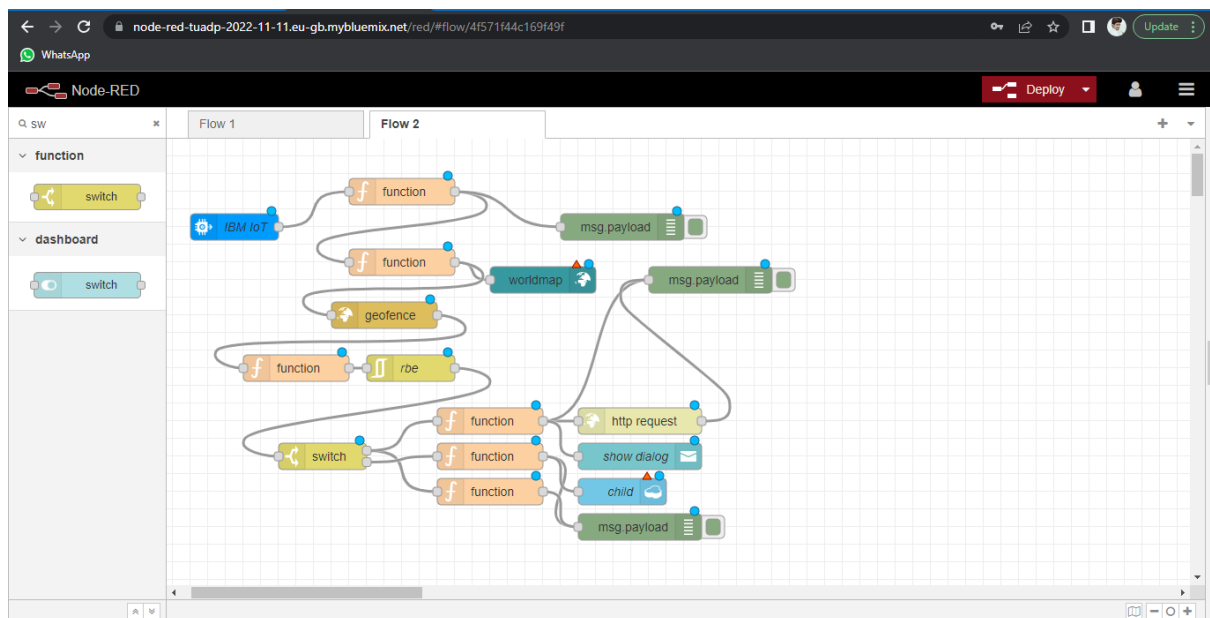 node-red-tuadp-2022-11-11.eu-gb.mybluemix.net/red/#flow/4f571f44c169f49f
Update
WhatsApp
Node-RED
Deploy
sw
Flow 1
Flow 2
function
switch
dashboard
switch
function
IBM IoT
msg.payload
function
worldmap
msg.payload
geofence
function
rbe
function
http request
switch
function
show dialog
function
child
msg.payload